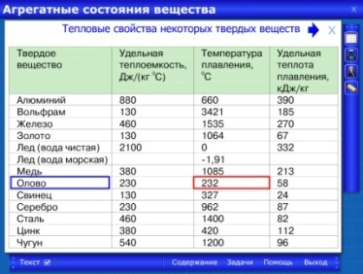 Агрегатные состояния вещества
Тепловые свойства некоторых твердых веществ
Твердое вещество Удельная теплоемкость, Дж/(кг °С) Температура плавления, °С Удельная теплота плавления, кДж/кг
Алюминий 880 660 390
Вольфрам 130 3421 185
Железо 460 1535 270
Золото 130 1064 67
Лед (вода чистая) 2100 0 332
Лед (вода морская) -1,91
Медь 380 1085 213
Олово 230 232 58
Свинец 130 327 24
Серебро 230 962 87
Сталь 460 1400 82
Цинк 380 420 112
Чугун 540 1200 96
Текст Содержание Задачи Помощь Выход